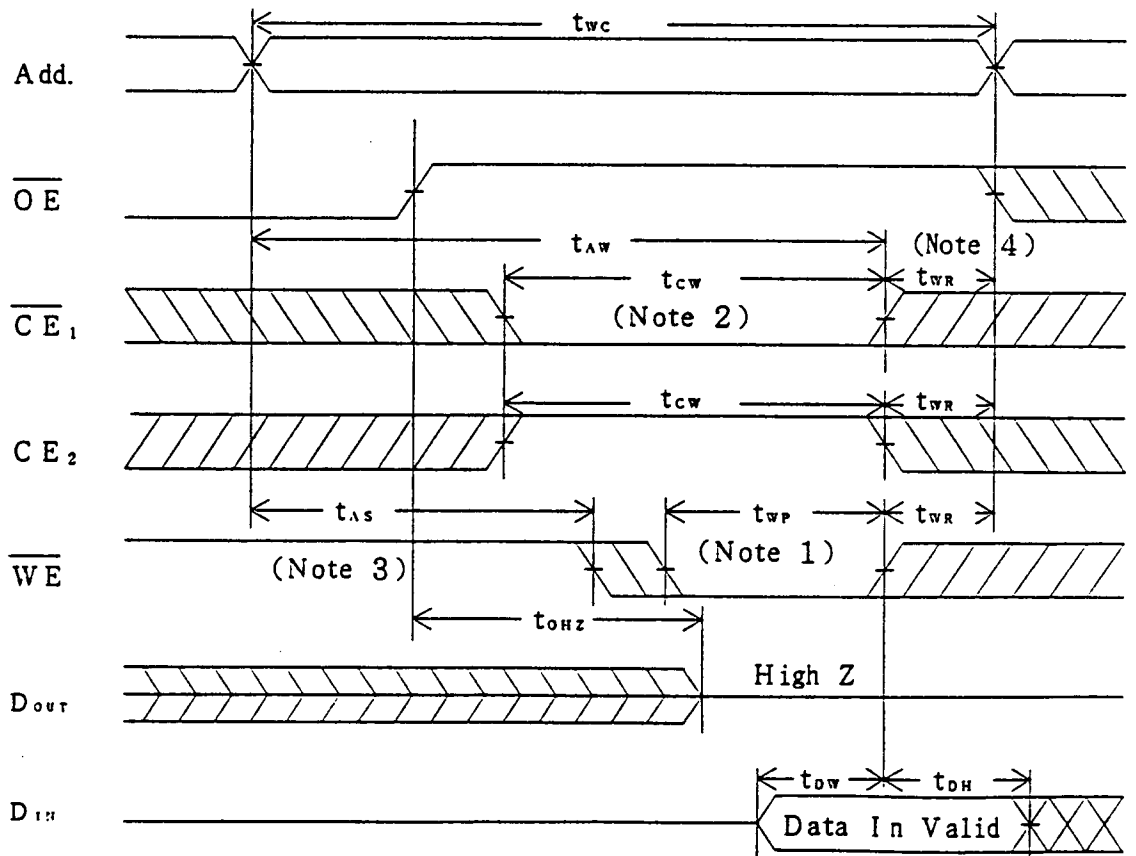 tWC
Add.
OE
tAW
(Note 4)
tCW
tWR
CE1
(Note 2)
tCW
tWR
CE2
tAS
tWP
tWR
WE
(Note 3)
(Note 1)
tOHZ
High Z
DOUT
tDW
tDH
DIN
Data In Valid